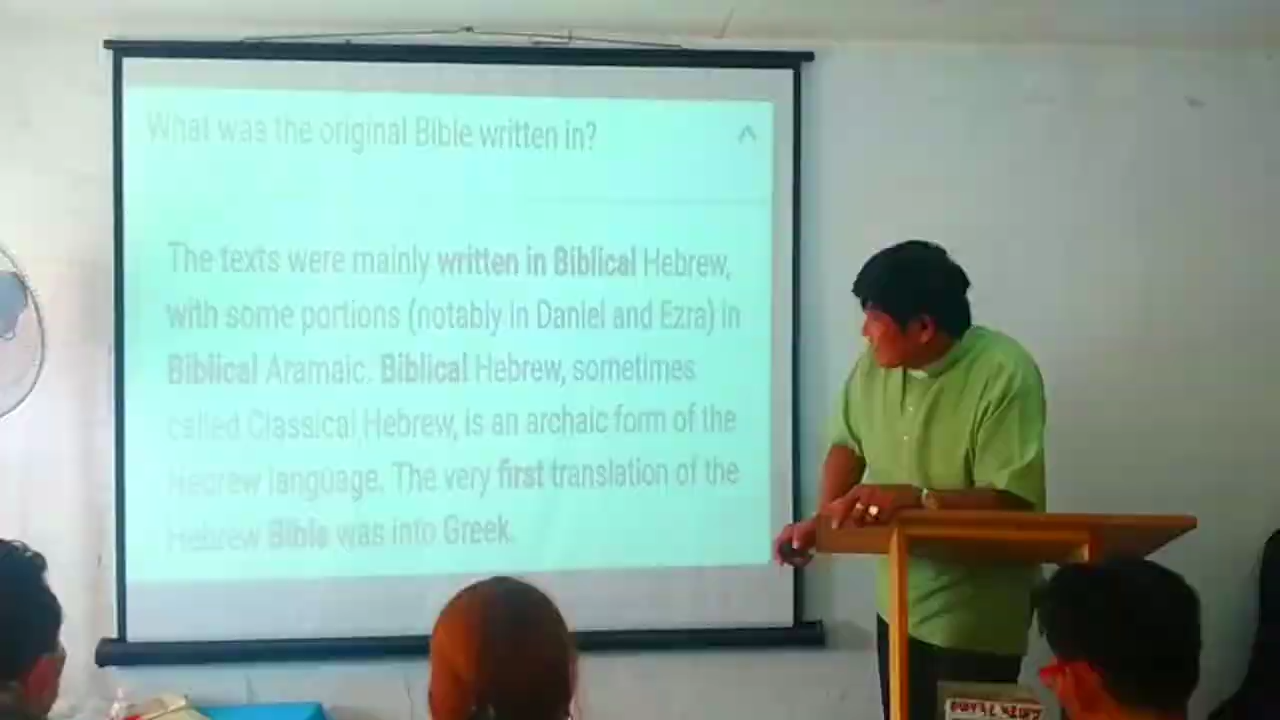 What was the original Bible written in?
The texts were mainly written in Biblical Hebrew,
with some portions (notably in Daniel and Ezra) in
Biblical Aramaic. Biblical Hebrew, sometimes
called Classical Hebrew, is an archaic form of the
Hebrew language. The very first translation of the
Hebrew Bible was into Greek.